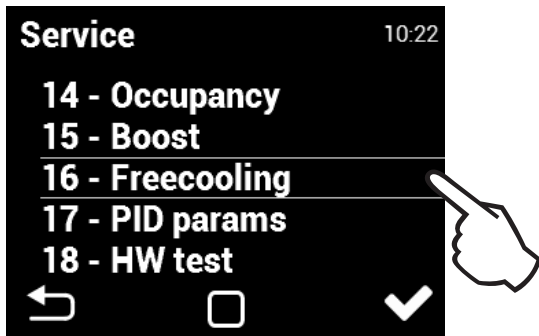 Service
10:22
14 - Occupancy
15 - Boost
16 - Freecooling
17 - PID params
18 - HW test